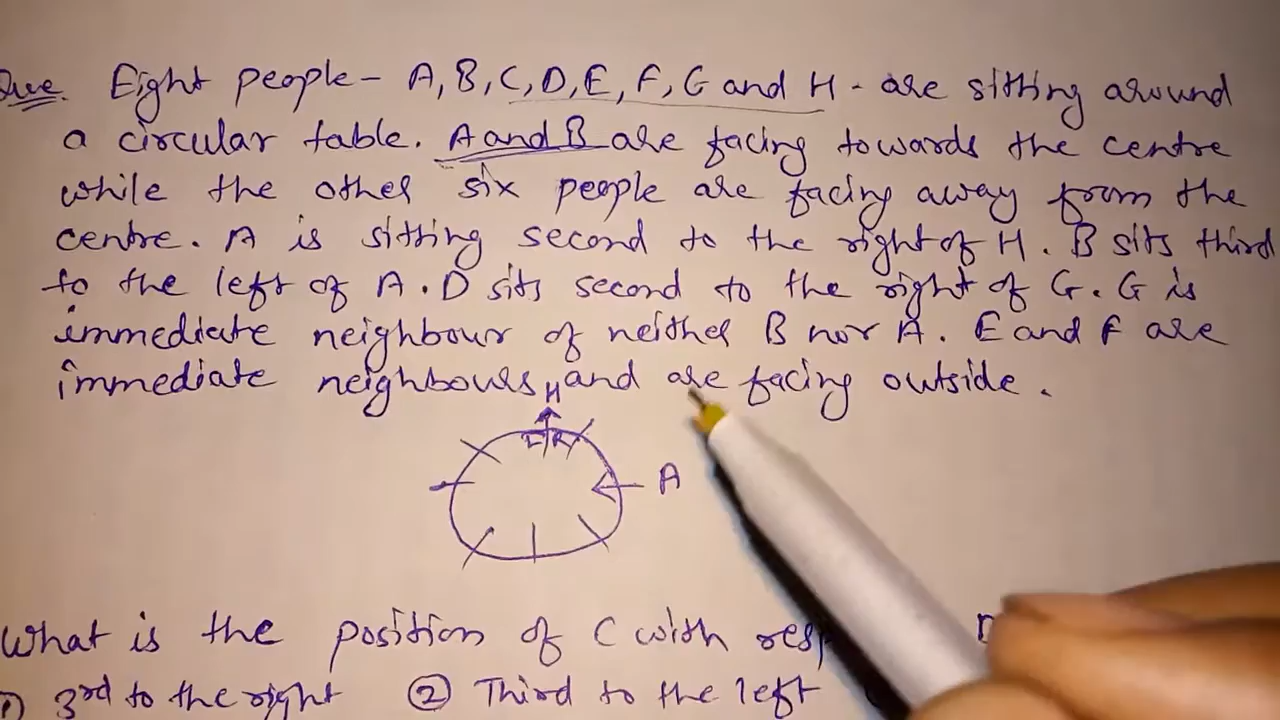 Que. Eight people - A, B, C, D, E, F, G and H - are sitting around
a circular table. A and B are facing towards the centre
while the other six people are facing away from the
centre. A is sitting second to the right of H. B sits third
to the left of A. D sits second to the right of G. G is
immediate neighbour of neither B nor A. E and F are
immediate neighbours and are facing outside.
H
L R
A
What is the position of C with
1) 3rd to the right ② Third to the left